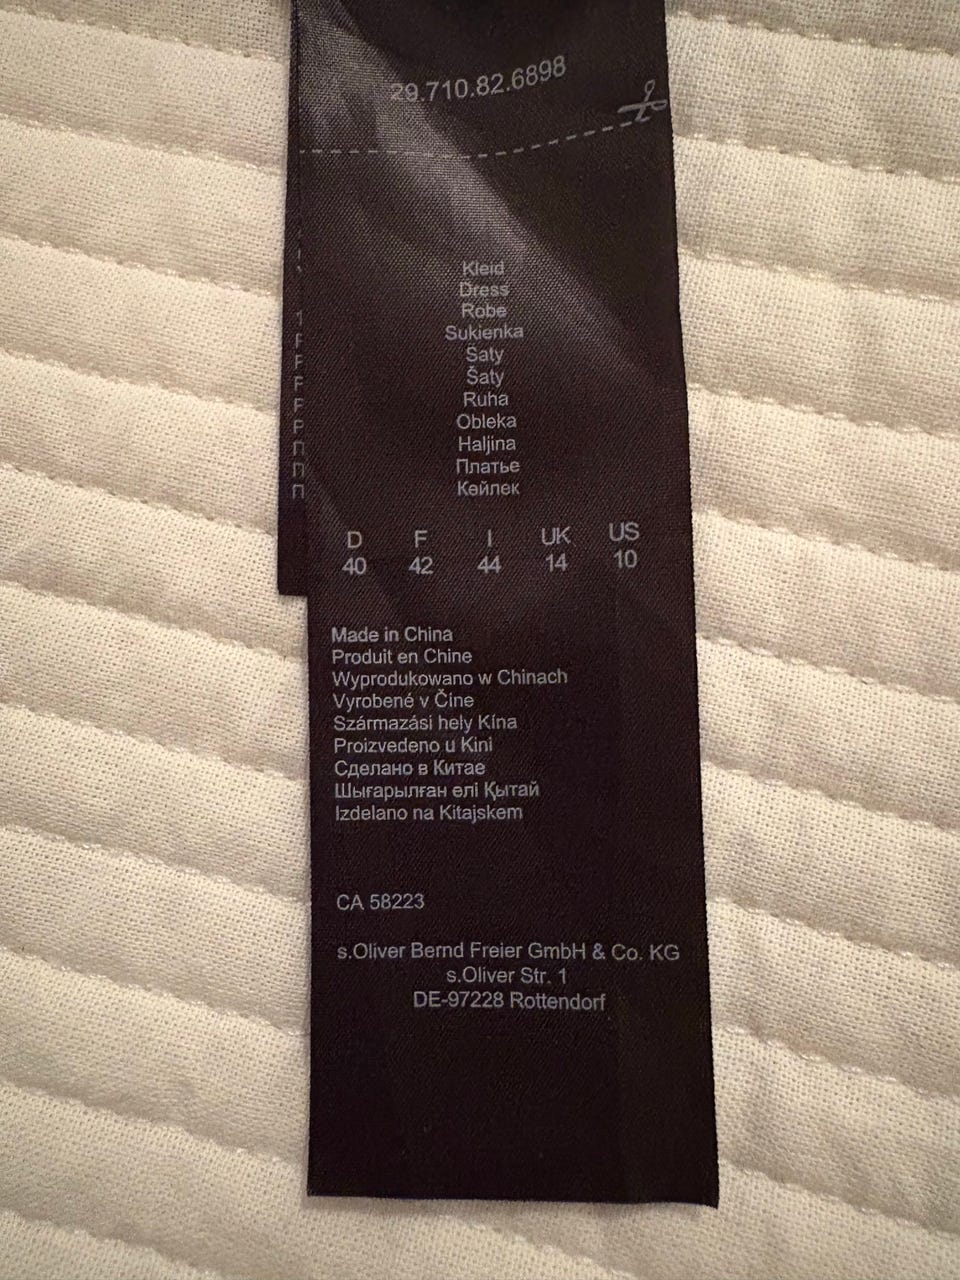 29.710.82.6898
Kleid
Dress
Robe
Sukienka
Šaty
Šaty
Ruha
Obleka
Haljina
Платье
Көйлек
D F I UK US
40 42 44 14 10
Made in China
Produit en Chine
Wyprodukowano w Chinach
Vyrobené v Čine
Származási hely Kína
Proizvedeno u Kini
Сделано в Китае
Шығарылған елі Қытай
Izdelano na Kitajskem
CA 58223
s.Oliver Bernd Freier GmbH & Co. KG
s.Oliver Str. 1
DE-97228 Rottendorf